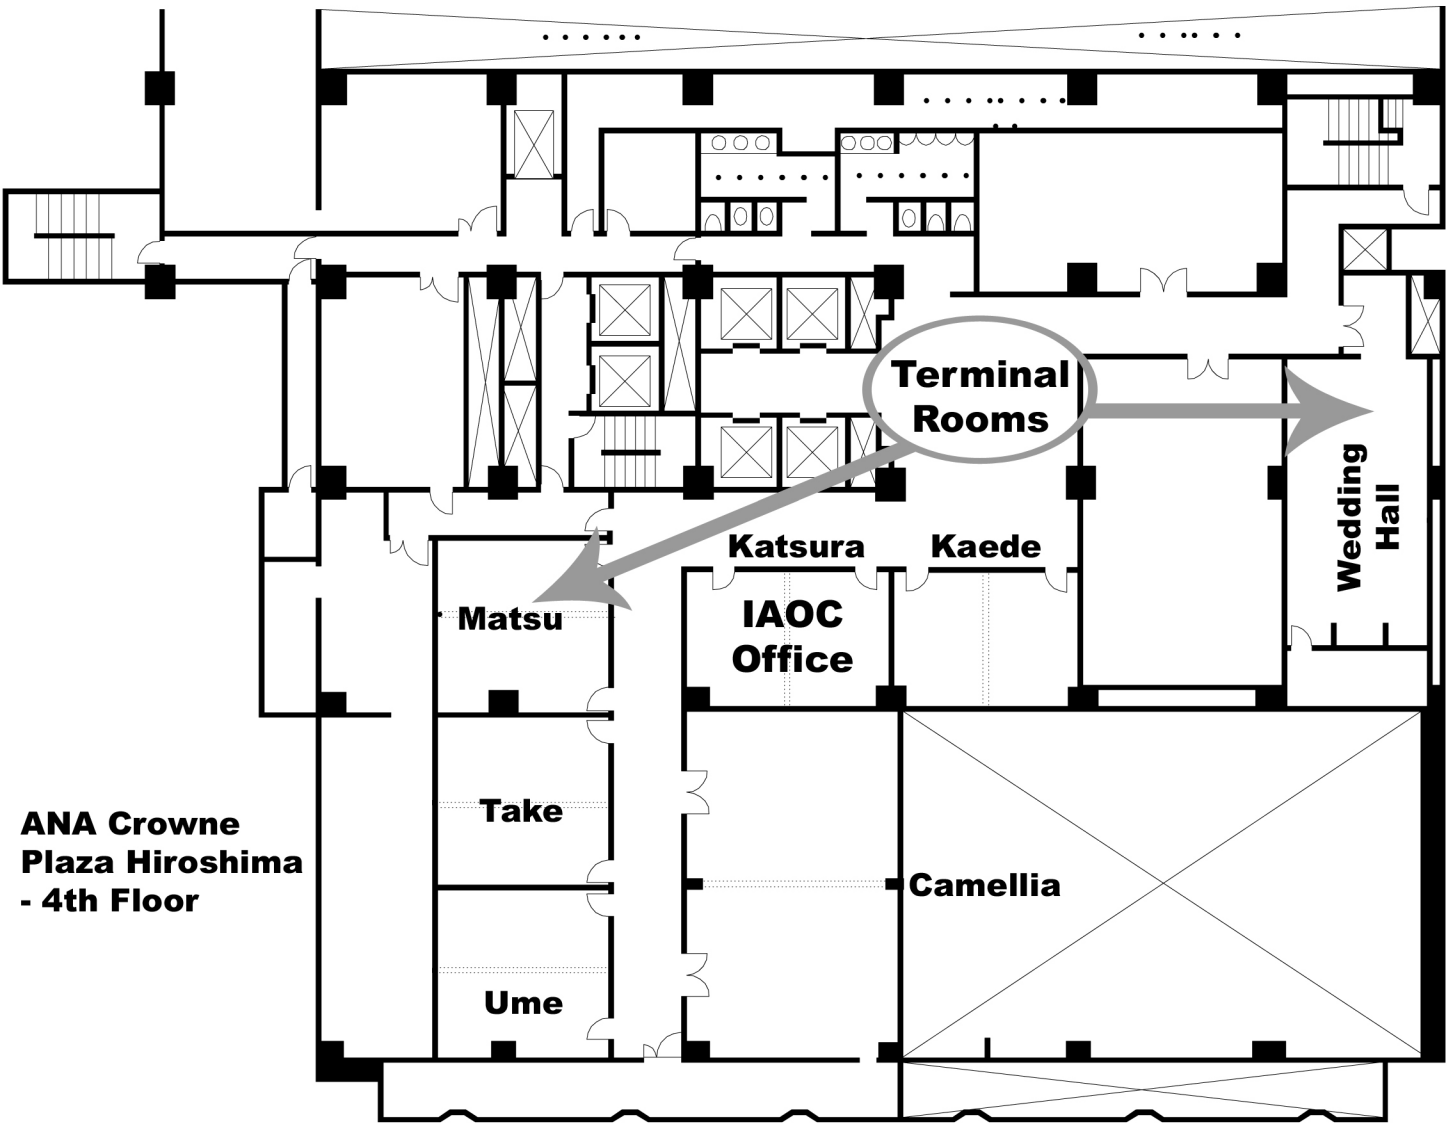 Terminal
Rooms
Wedding
Hall
Katsura
Kaede
Matsu
IAOC
Office
Take
ANA Crowne
Plaza Hiroshima
- 4th Floor
Camellia
Ume